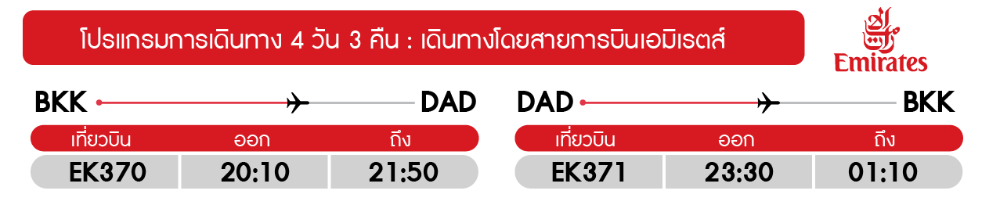 โปรแกรมการเดินทาง 4 วัน 3 คืน : เดินทางโดยสายการบินเอมิเรตส์
الإمارات
Emirates
BKK DAD
เที่ยวบิน ออก ถึง
EK370 20:10 21:50
DAD BKK
เที่ยวบิน ออก ถึง
EK371 23:30 01:10